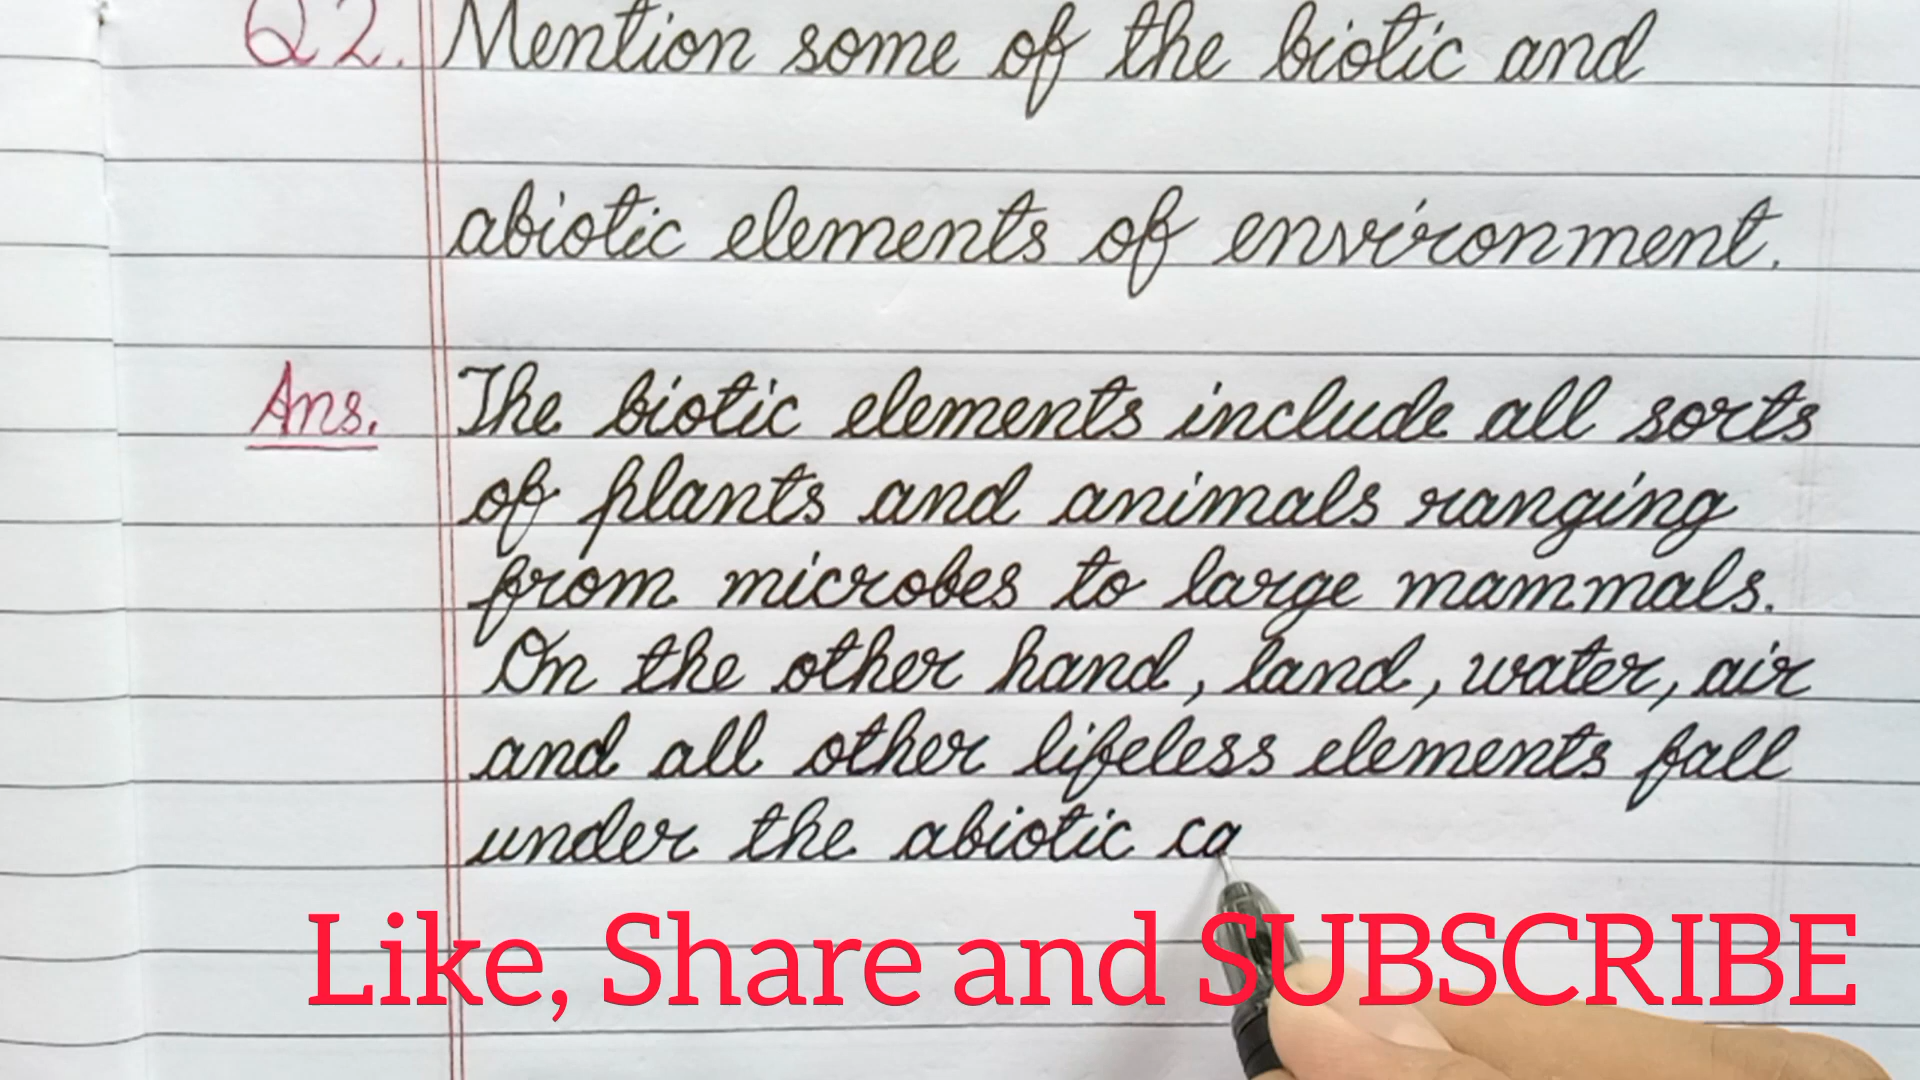 Q2. Mention some of the biotic and
abiotic elements of environment.
Ans. The biotic elements include all sorts
of plants and animals ranging
from microbes to large mammals.
On the other hand, land, water, air
and all other lifeless elements fall
under the abiotic ca
Like, Share and SUBSCRIBE